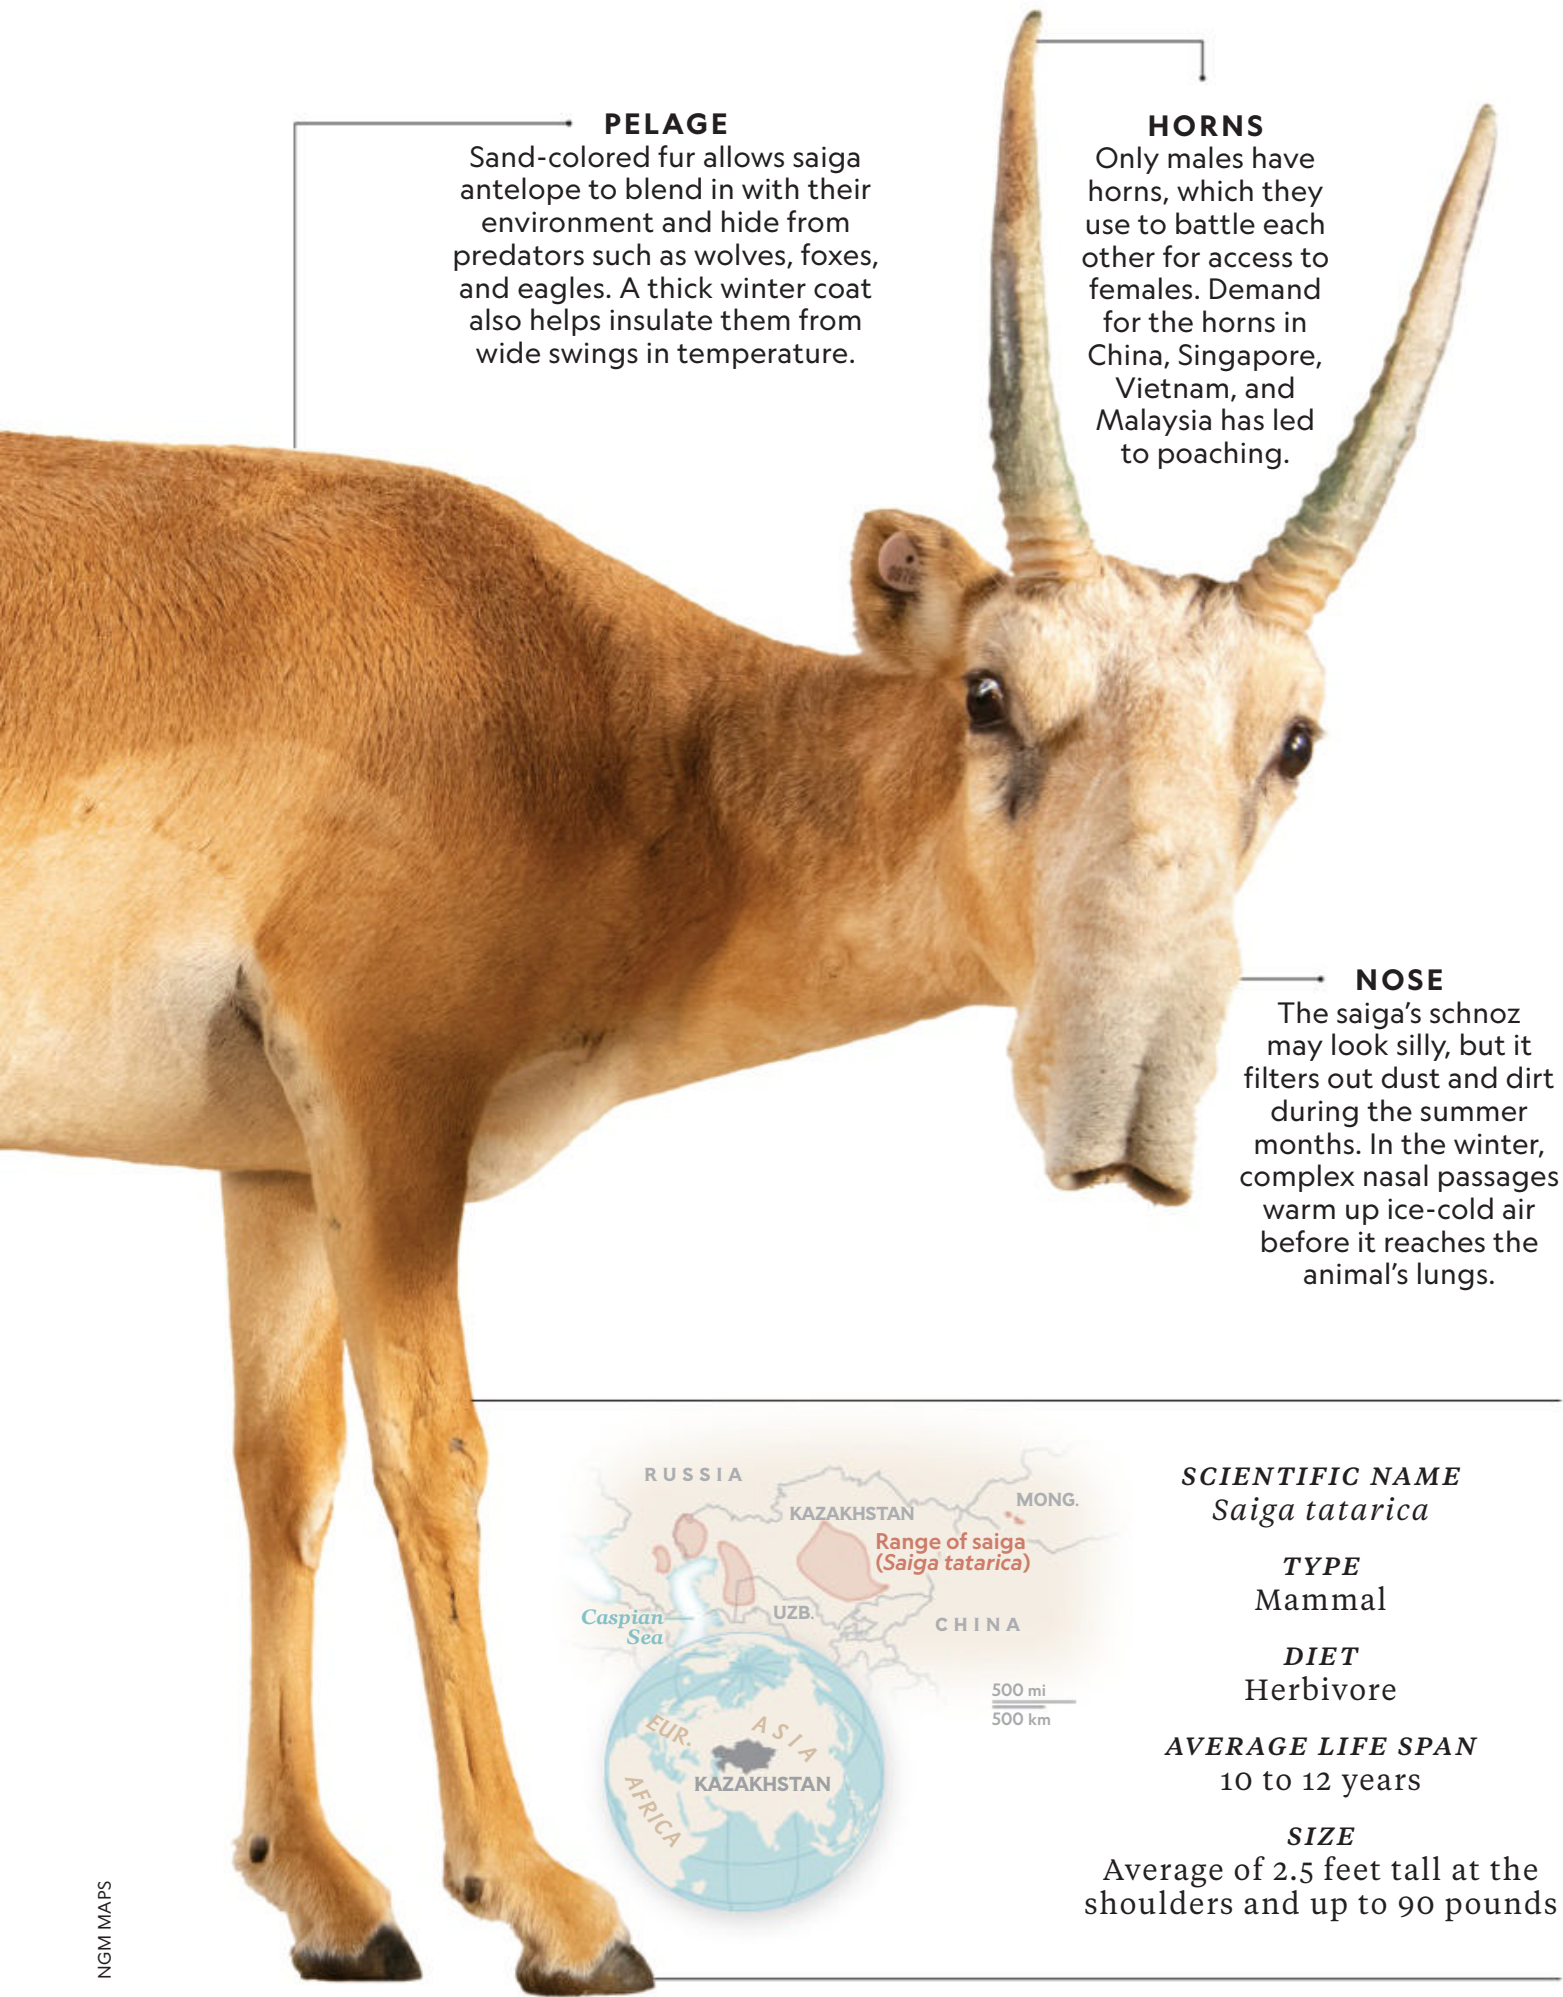 PELAGE
Sand-colored fur allows saiga
antelope to blend in with their
environment and hide from
predators such as wolves, foxes,
and eagles. A thick winter coat
also helps insulate them from
wide swings in temperature.
HORNS
Only males have
horns, which they
use to battle each
other for access to
females. Demand
for the horns in
China, Singapore,
Vietnam, and
Malaysia has led
to poaching.
NOSE
The saiga’s schnoz
may look silly, but it
filters out dust and dirt
during the summer
months. In the winter,
complex nasal passages
warm up ice-cold air
before it reaches the
animal’s lungs.
RUSSIA
KAZAKHSTAN
MONG.
Range of saiga
(Saiga tatarica)
Caspian
Sea
UZB.
CHINA
500 mi
500 km
EUR.
ASIA
AFRICA
KAZAKHSTAN
SCIENTIFIC NAME
Saiga tatarica
TYPE
Mammal
DIET
Herbivore
AVERAGE LIFE SPAN
10 to 12 years
SIZE
Average of 2.5 feet tall at the
shoulders and up to 90 pounds
NGM MAPS